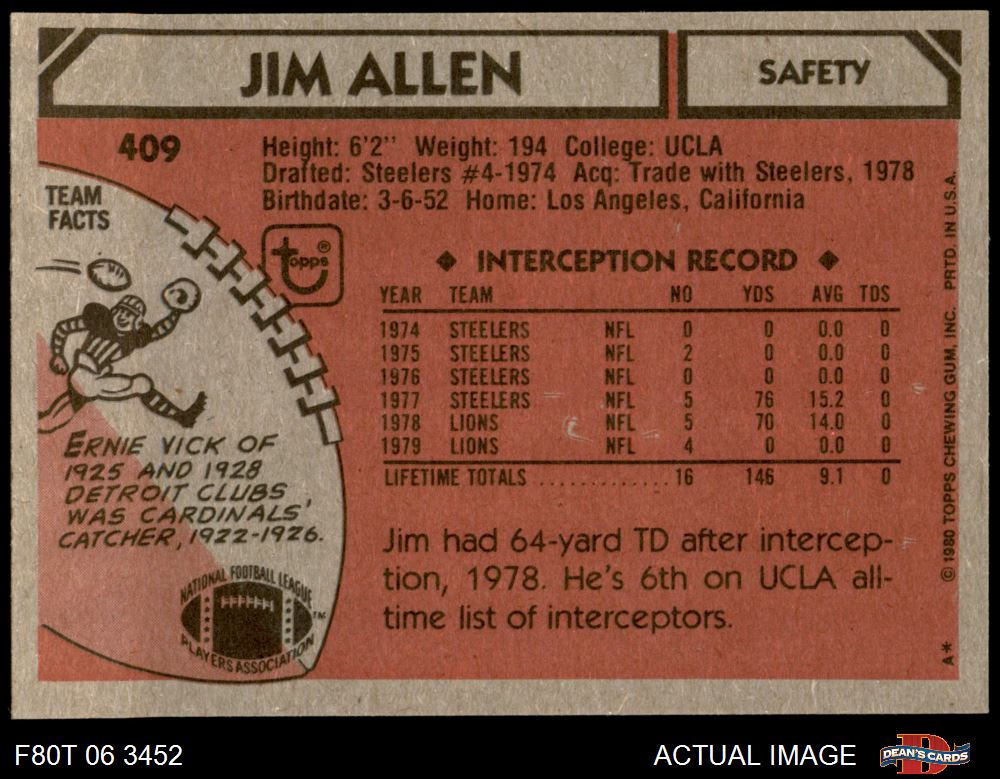 JIM ALLEN
SAFETY
409
Height: 6'2" Weight: 194 College: UCLA
Drafted: Steelers #4-1974 Acq: Trade with Steelers, 1978
Birthdate: 3-6-52 Home: Los Angeles, California
TEAM
FACTS
topps®
◆ INTERCEPTION RECORD ◆
YEAR TEAM NO YDS AVG TDS
1974 STEELERS NFL 0 0 0.0 0
1975 STEELERS NFL 2 0 0.0 0
1976 STEELERS NFL 0 0 0.0 0
1977 STEELERS NFL 5 76 15.2 0
1978 LIONS NFL 5 70 14.0 0
1979 LIONS NFL 4 0 0.0 0
LIFETIME TOTALS ............. 16 146 9.1 0
ERNIE VICK OF
1925 AND 1928
DETROIT CLUBS,
WAS CARDINALS'
CATCHER, 1922-1926.
Jim had 64-yard TD after intercep-
tion, 1978. He's 6th on UCLA all-
time list of interceptors.
NATIONAL FOOTBALL LEAGUE
PLAYERS ASSOCIATION
TM
A* © 1980 TOPPS CHEWING GUM, INC. PRTD. IN U.S.A.
F80T 06 3452
ACTUAL IMAGE
D
DEAN'S CARDS